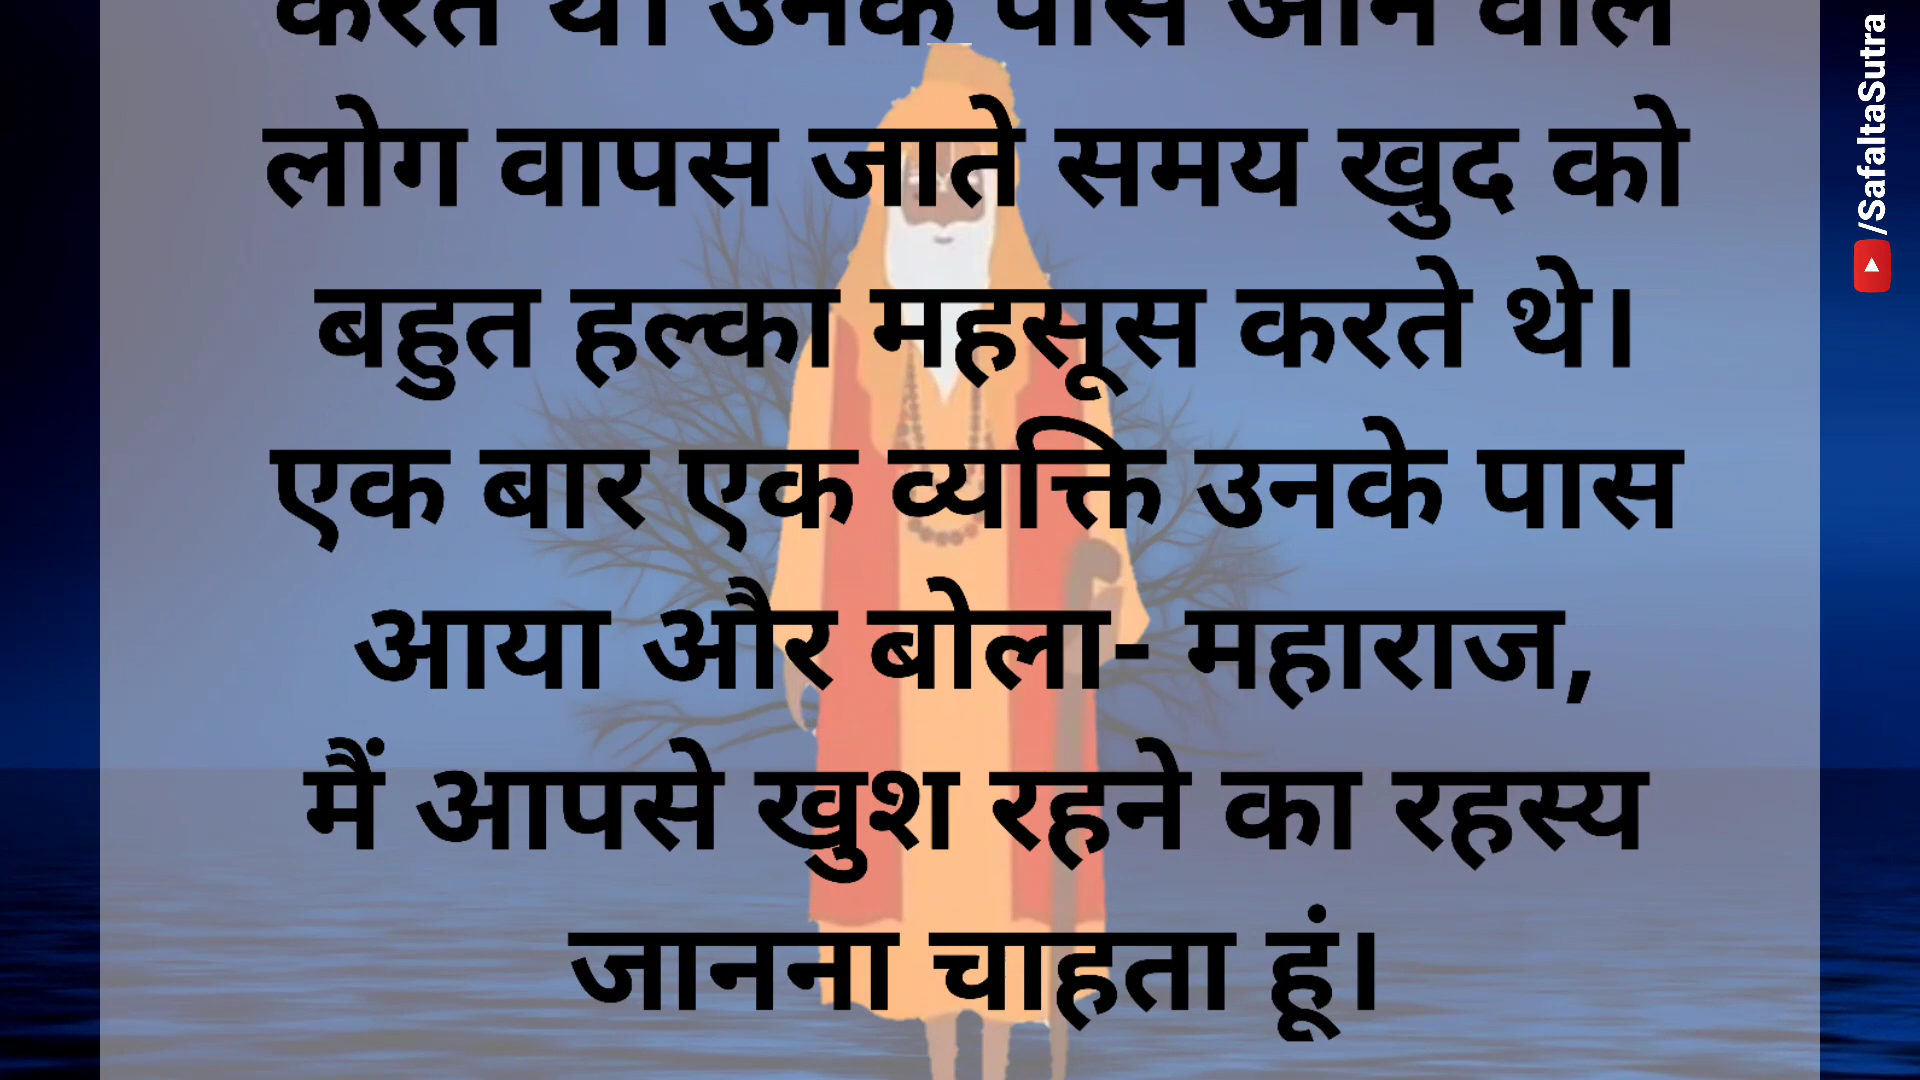 करते थे। उनके पास आने वाले
लोग वापस जाते समय खुद को
बहुत हल्का महसूस करते थे।
एक बार एक व्यक्ति उनके पास
आया और बोला- महाराज,
मैं आपसे खुश रहने का रहस्य
जानना चाहता हूं।
/SafaltaSutra